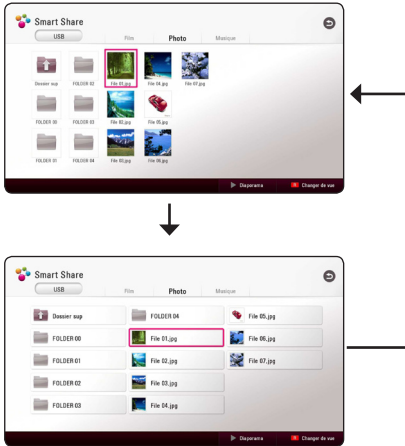 Smart Share
USB
Film Photo Musique
Dossier sup FOLDER 02 File 01.jpg File 04.jpg File 07.jpg
FOLDER 00 FOLDER 03 File 02.jpg File 05.jpg
FOLDER 01 FOLDER 04 File 03.jpg File 06.jpg
Diaporama Changer de vue
Smart Share
USB
Film Photo Musique
Dossier sup FOLDER 04 File 05.jpg
FOLDER 00 File 01.jpg File 06.jpg
FOLDER 01 File 02.jpg File 07.jpg
FOLDER 02 File 03.jpg
FOLDER 03 File 04.jpg
Diaporama Changer de vue